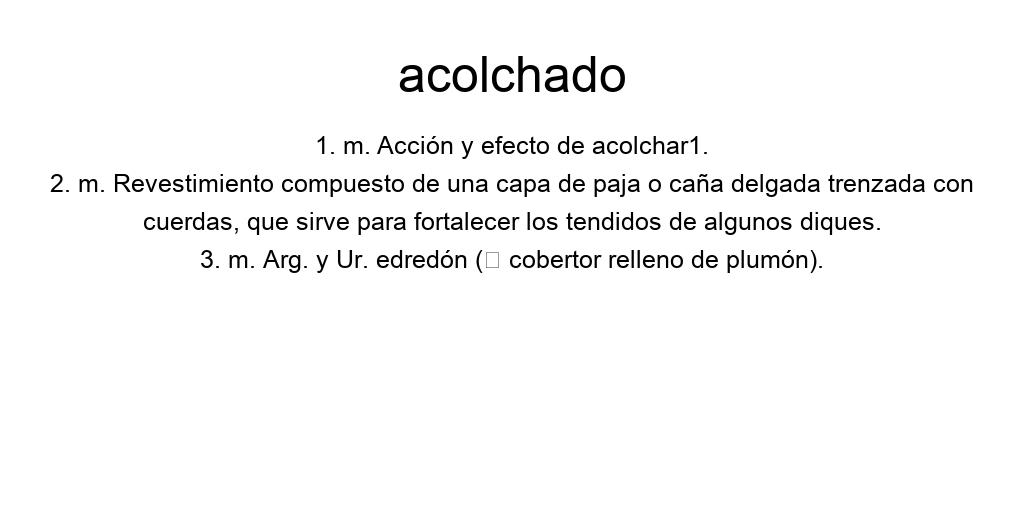 acolchado
1. m. Acción y efecto de acolchar1.
2. m. Revestimiento compuesto de una capa de paja o caña delgada trenzada con
cuerdas, que sirve para fortalecer los tendidos de algunos diques.
3. m. Arg. y Ur. edredón (□ cobertor relleno de plumón).